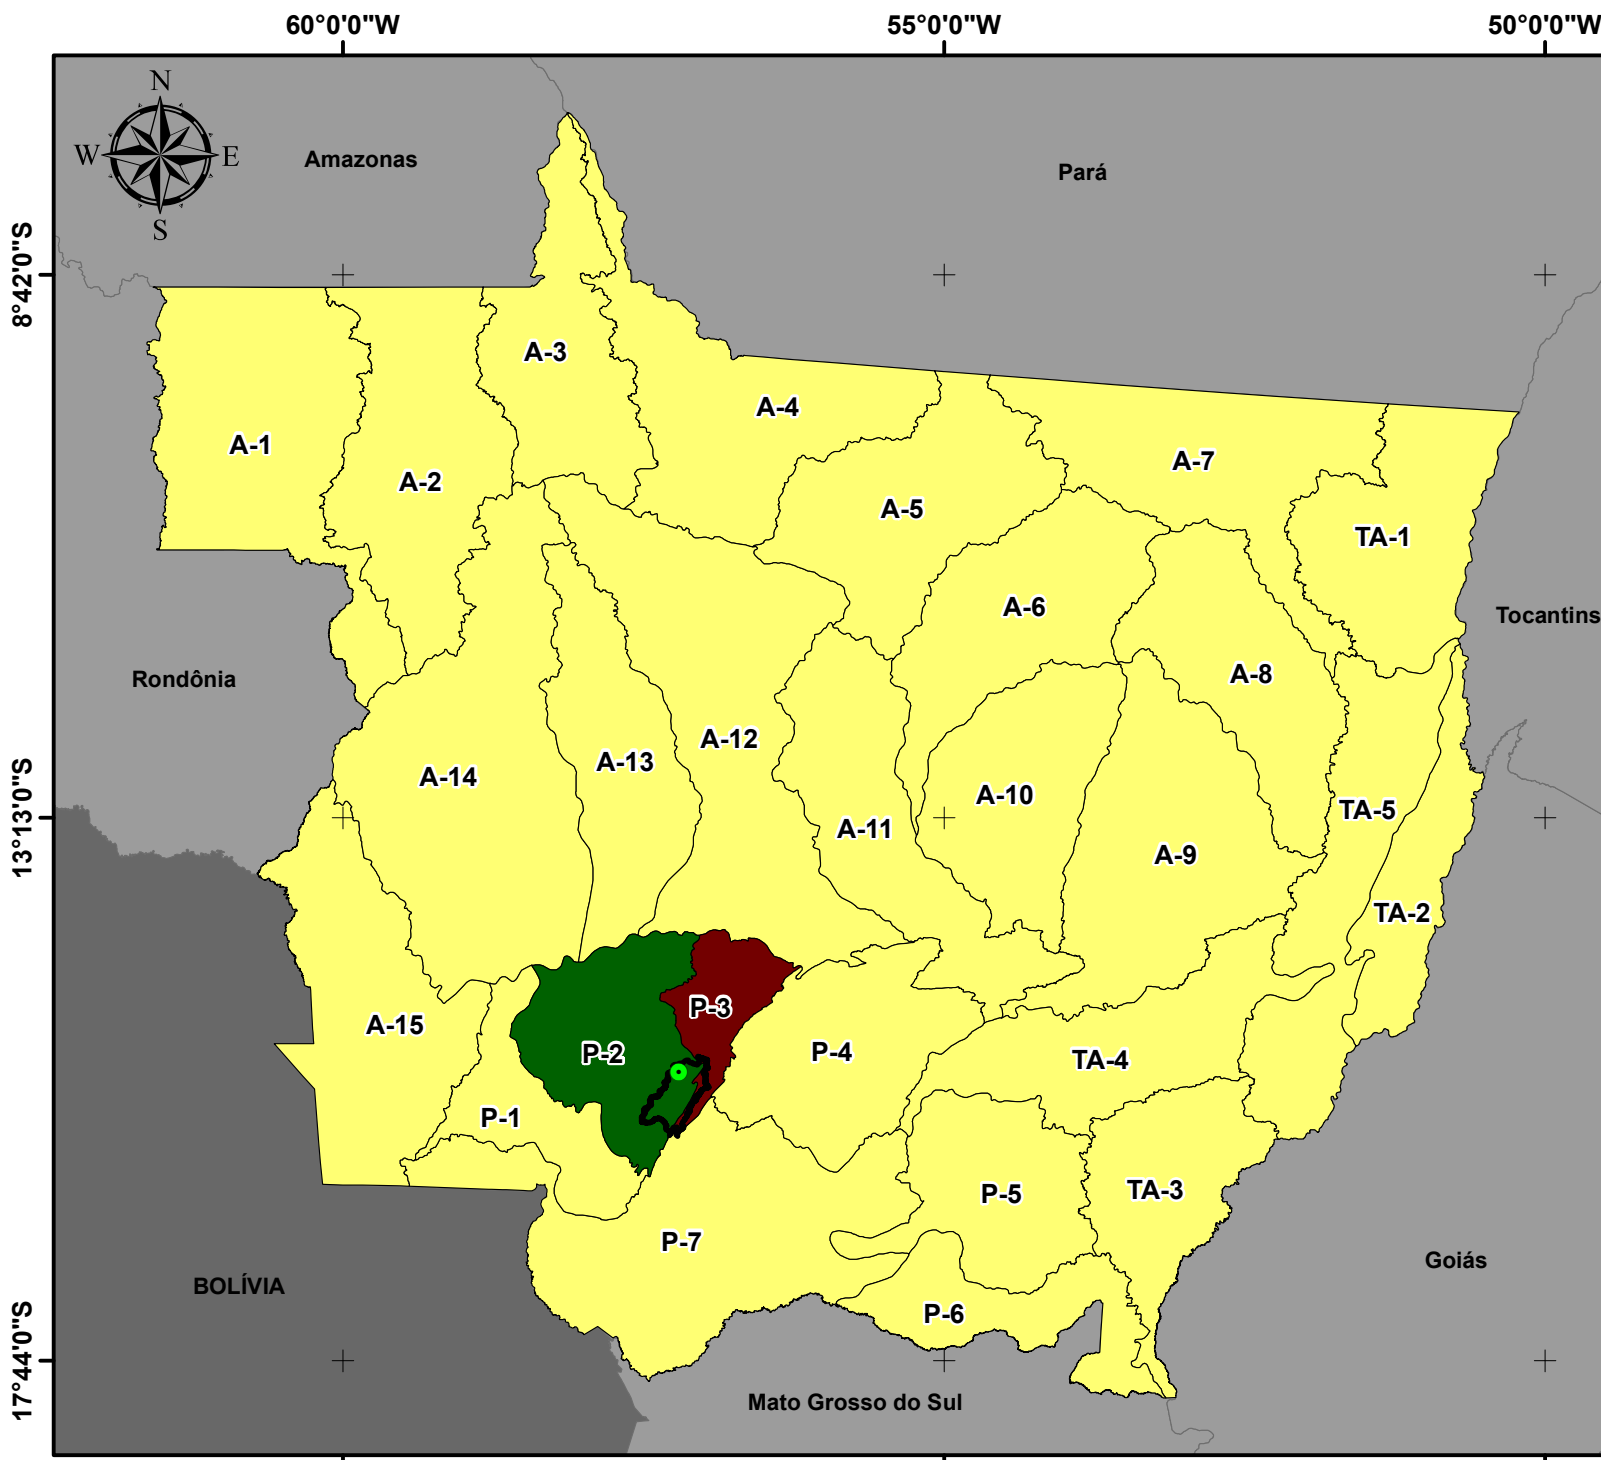 60°0'0"W
55°0'0"W
50°0'0"W
N
W
E
S
Amazonas
Pará
8°42'0"S
A-3
A-4
A-1
A-7
A-2
A-5
TA-1
A-6
Tocantins
Rondônia
A-8
A-12
A-13
A-14
A-10
TA-5
13°13'0"S
A-11
A-9
TA-2
P-3
A-15
P-2
P-4
TA-4
P-1
P-5
TA-3
P-7
Goiás
BOLÍVIA
P-6
17°44'0"S
Mato Grosso do Sul